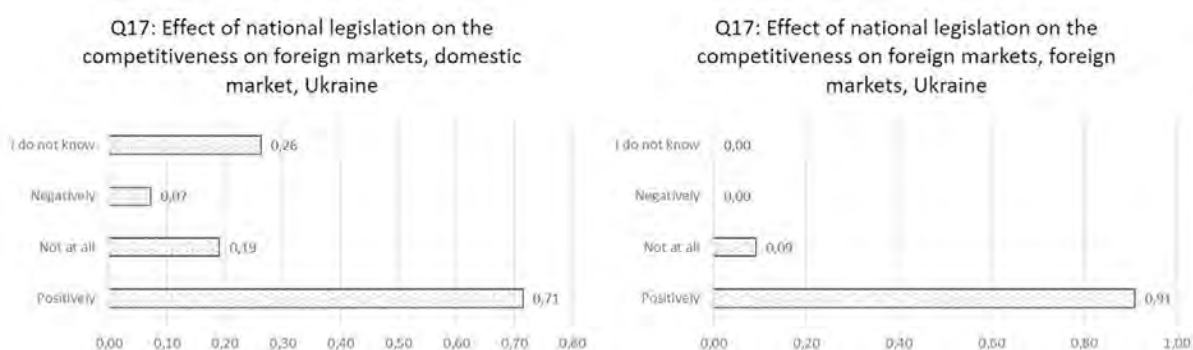 Q17: Effect of national legislation on the
competitiveness on foreign markets, domestic
market, Ukraine
I do not know
0,26
Negatively
0,07
Not at all
0,19
Positively
0,71
0,00 0,10 0,20 0,30 0,40 0,50 0,60 0,70 0,80
Q17: Effect of national legislation on the
competitiveness on foreign markets, foreign
markets, Ukraine
I do not know
0,00
Negatively
0,00
Not at all
0,09
Positively
0,91
0,00 0,20 0,40 0,60 0,80 1,00